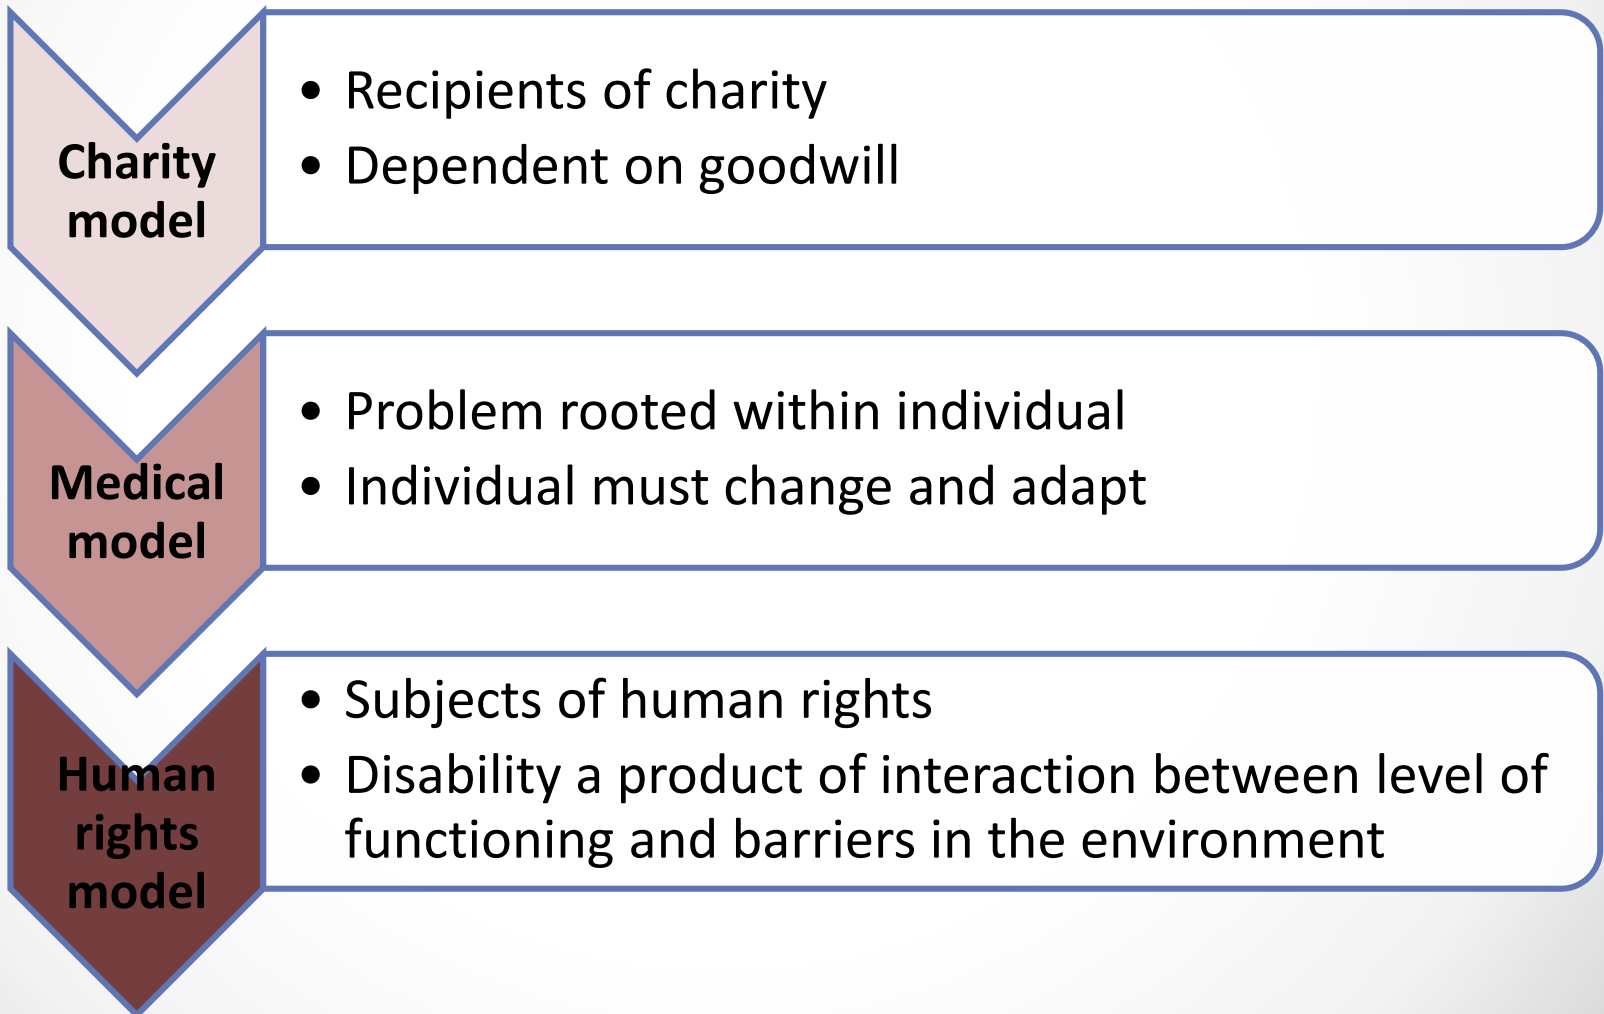 Charity
model
• Recipients of charity
• Dependent on goodwill
Medical
model
• Problem rooted within individual
• Individual must change and adapt
Human
rights
model
• Subjects of human rights
• Disability a product of interaction between level of
functioning and barriers in the environment